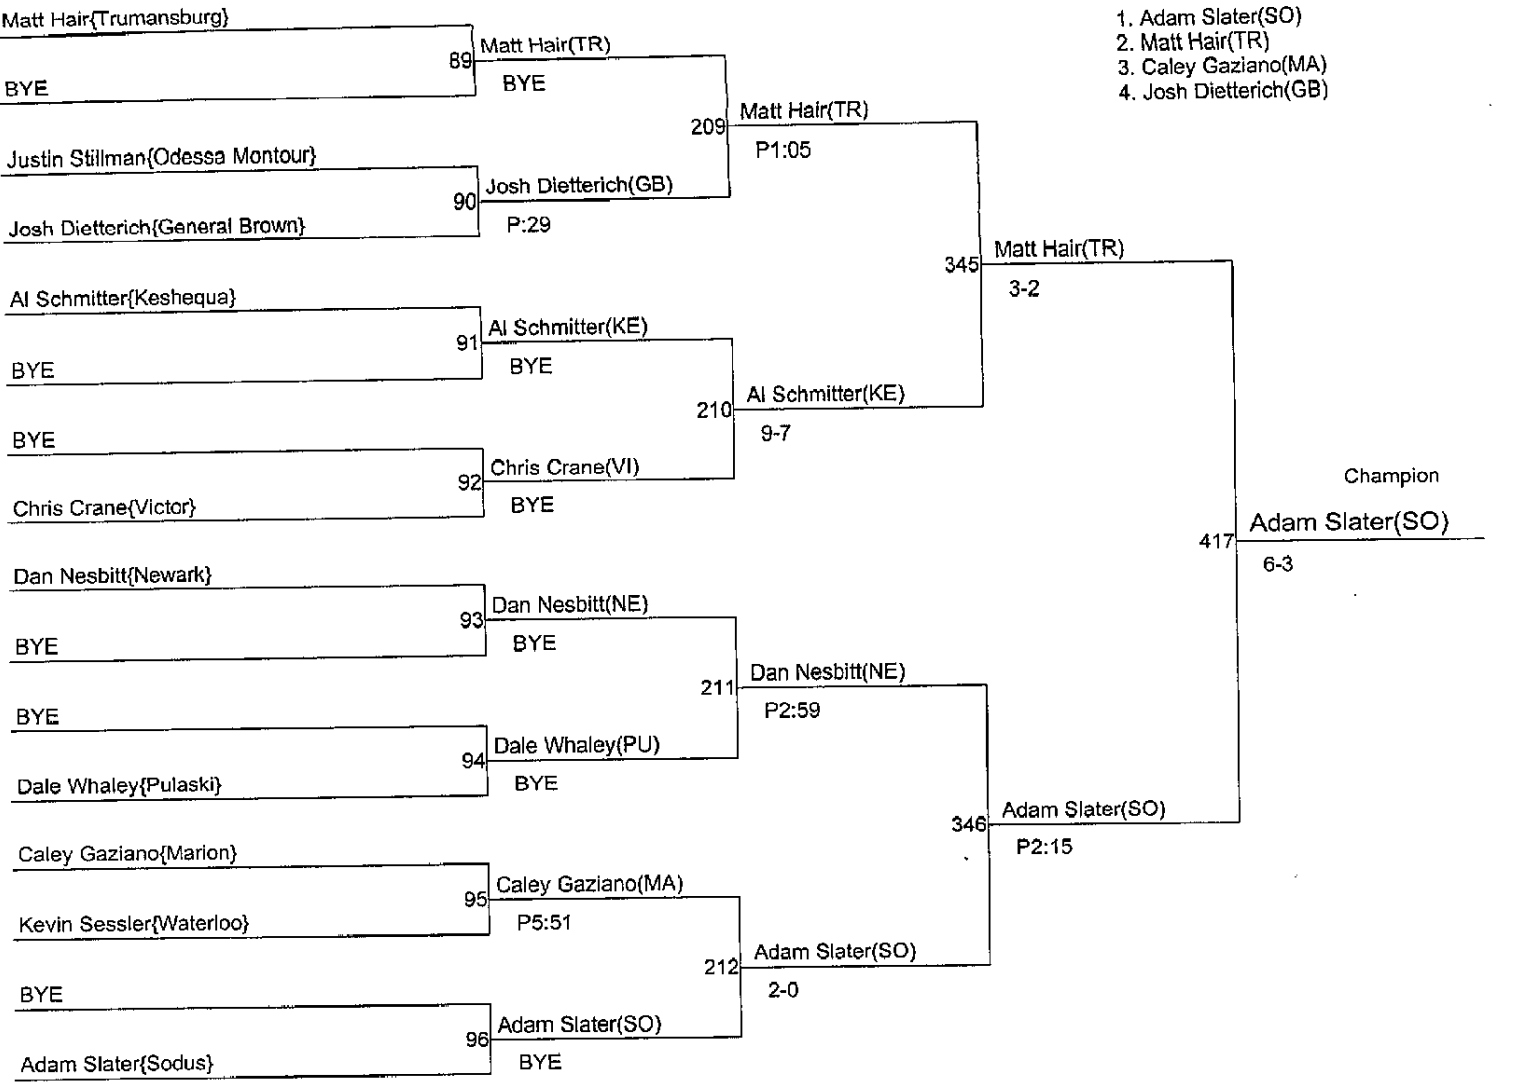 Matt Hair{Trumansburg}
BYE
Justin Stillman{Odessa Montour}
Josh Dietterich{General Brown}
Al Schmitter{Keshequa}
BYE
BYE
Chris Crane{Victor}
Dan Nesbitt{Newark}
BYE
BYE
Dale Whaley{Pulaski}
Caley Gaziano{Marion}
Kevin Sessler{Waterloo}
BYE
Adam Slater{Sodus}
89
Matt Hair(TR)
BYE
90
Josh Dietterich(GB)
P:29
91
Al Schmitter(KE)
BYE
92
Chris Crane(VI)
BYE
93
Dan Nesbitt(NE)
BYE
94
Dale Whaley(PU)
BYE
95
Caley Gaziano(MA)
P5:51
96
Adam Slater(SO)
BYE
209
Matt Hair(TR)
P1:05
210
Al Schmitter(KE)
9-7
211
Dan Nesbitt(NE)
P2:59
212
Adam Slater(SO)
2-0
345
Matt Hair(TR)
3-2
346
Adam Slater(SO)
P2:15
417
Champion
Adam Slater(SO)
6-3
1. Adam Slater(SO)
2. Matt Hair(TR)
3. Caley Gaziano(MA)
4. Josh Dietterich(GB)